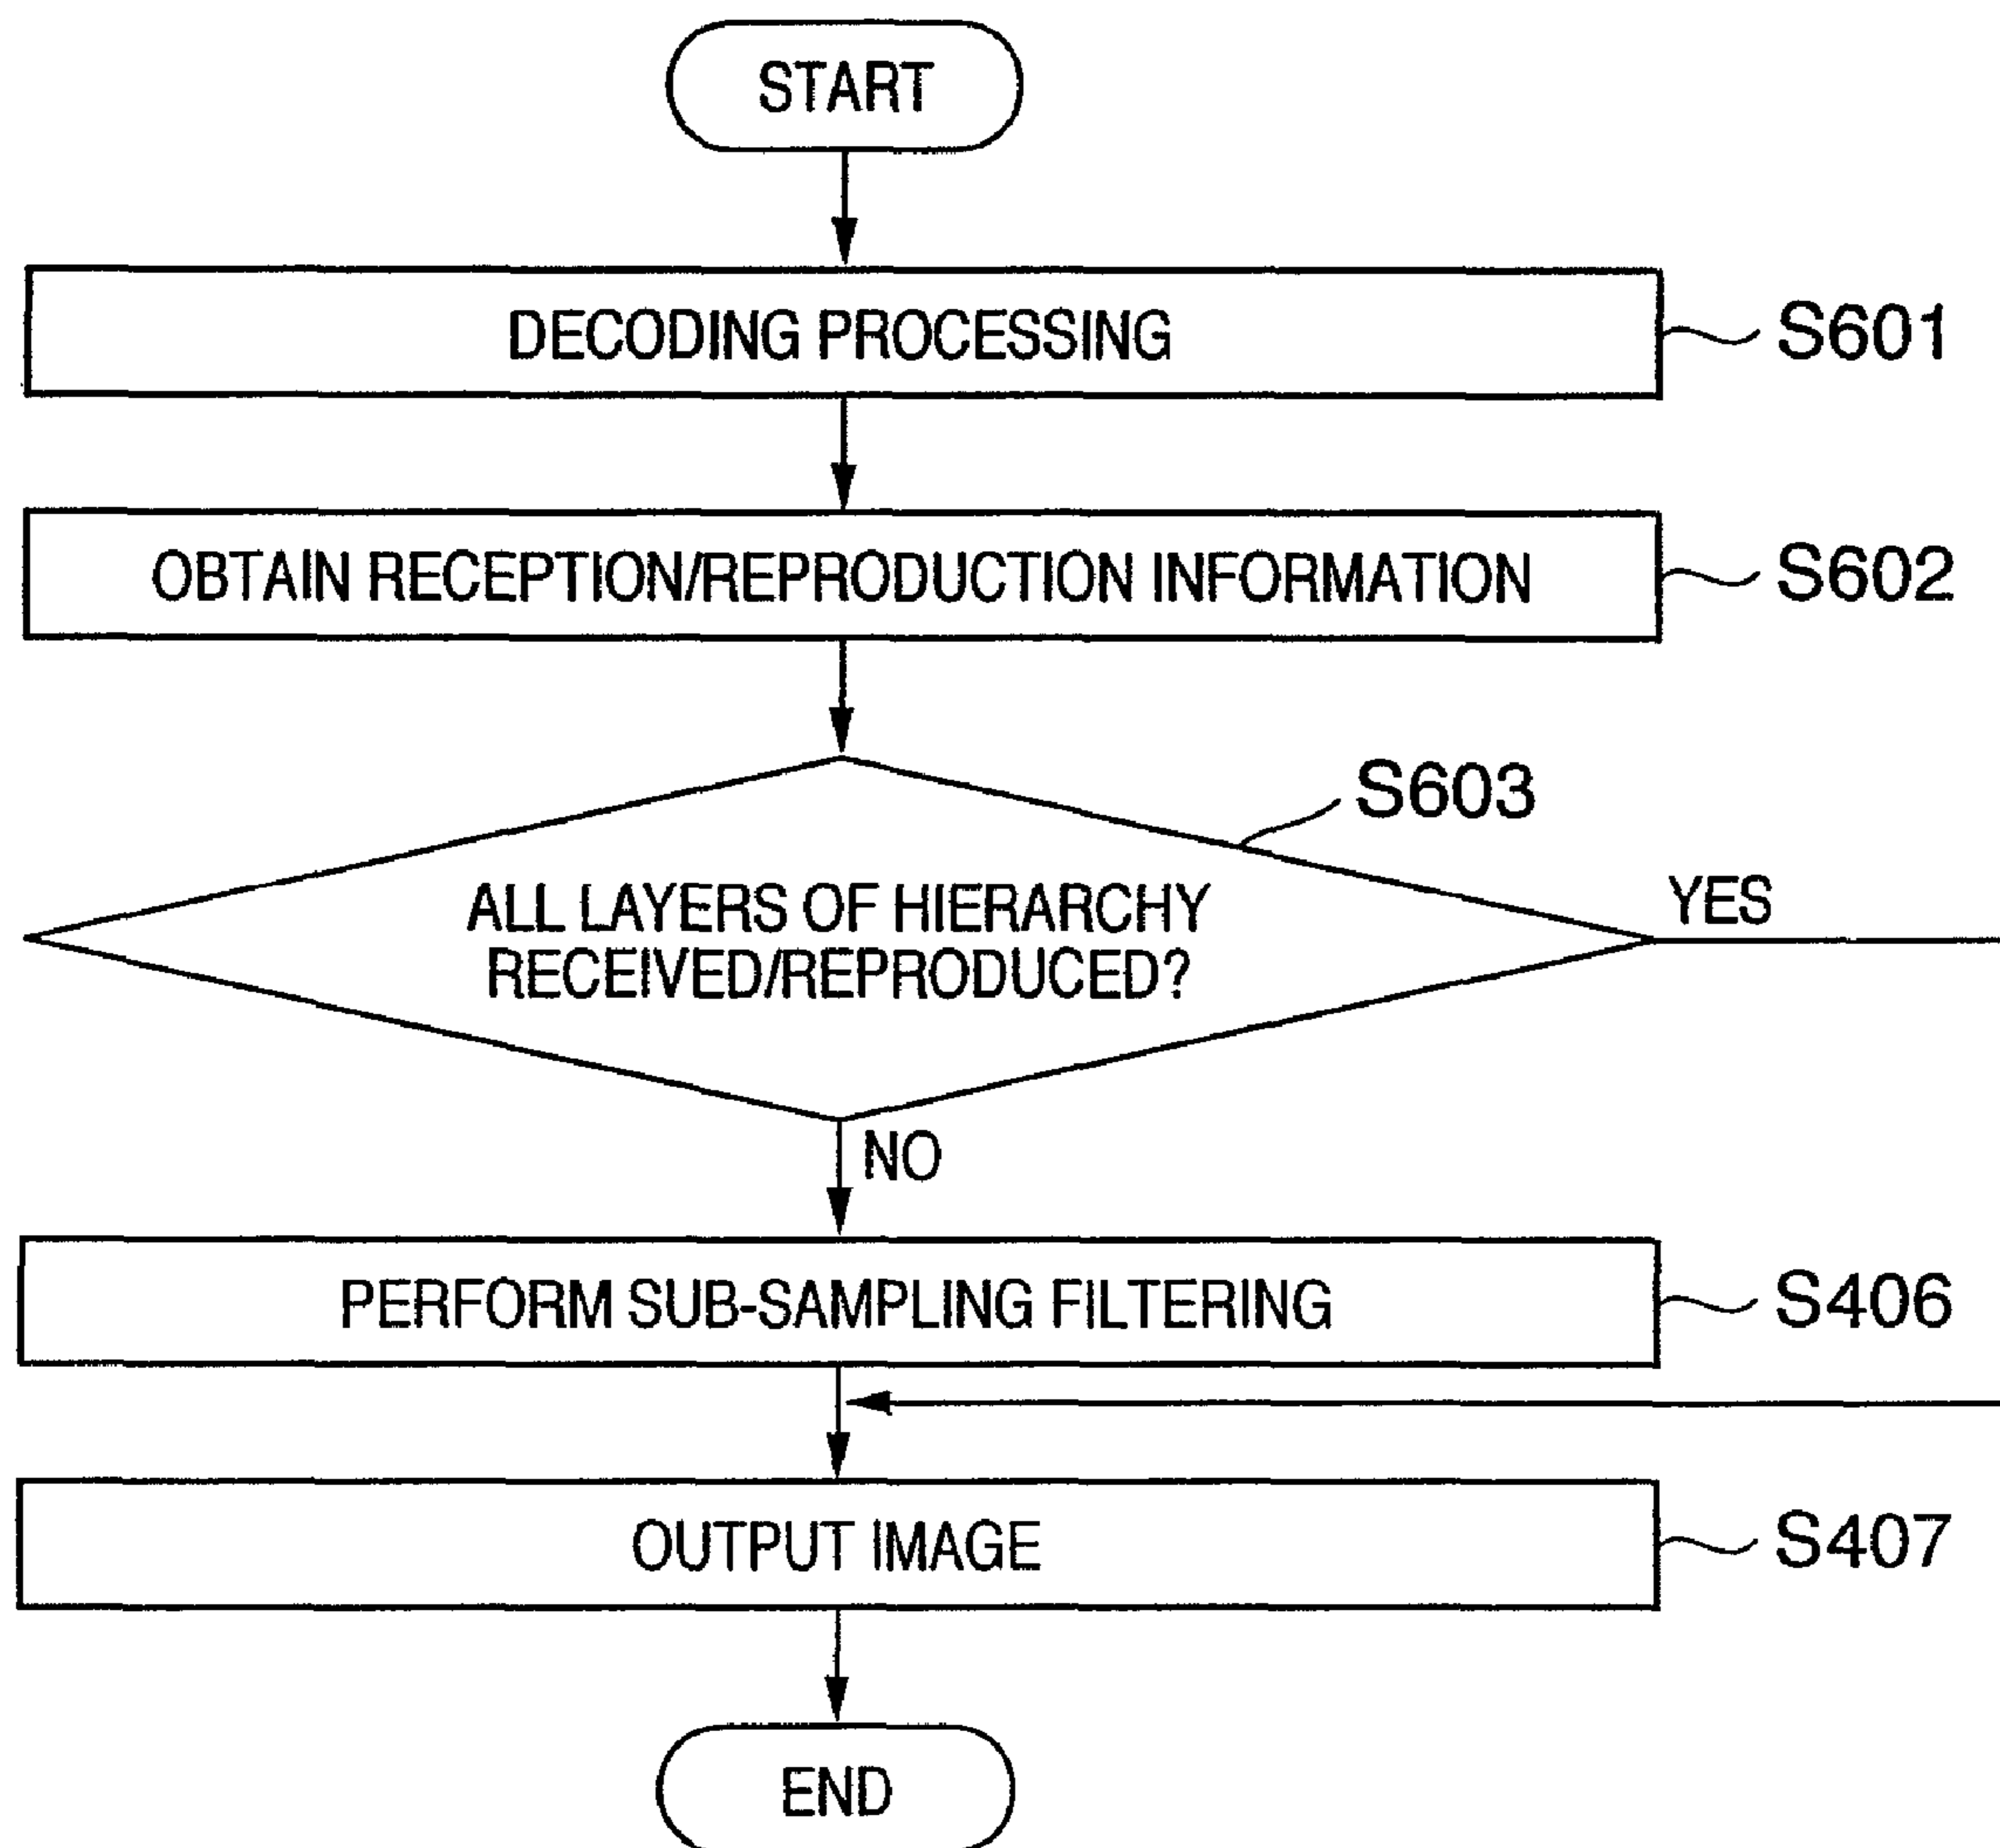 START
DECODING PROCESSING
S601
OBTAIN RECEPTION/REPRODUCTION INFORMATION
S602
S603
ALL LAYERS OF HIERARCHY
RECEIVED/REPRODUCED?
YES
NO
PERFORM SUB-SAMPLING FILTERING
S406
OUTPUT IMAGE
S407
END